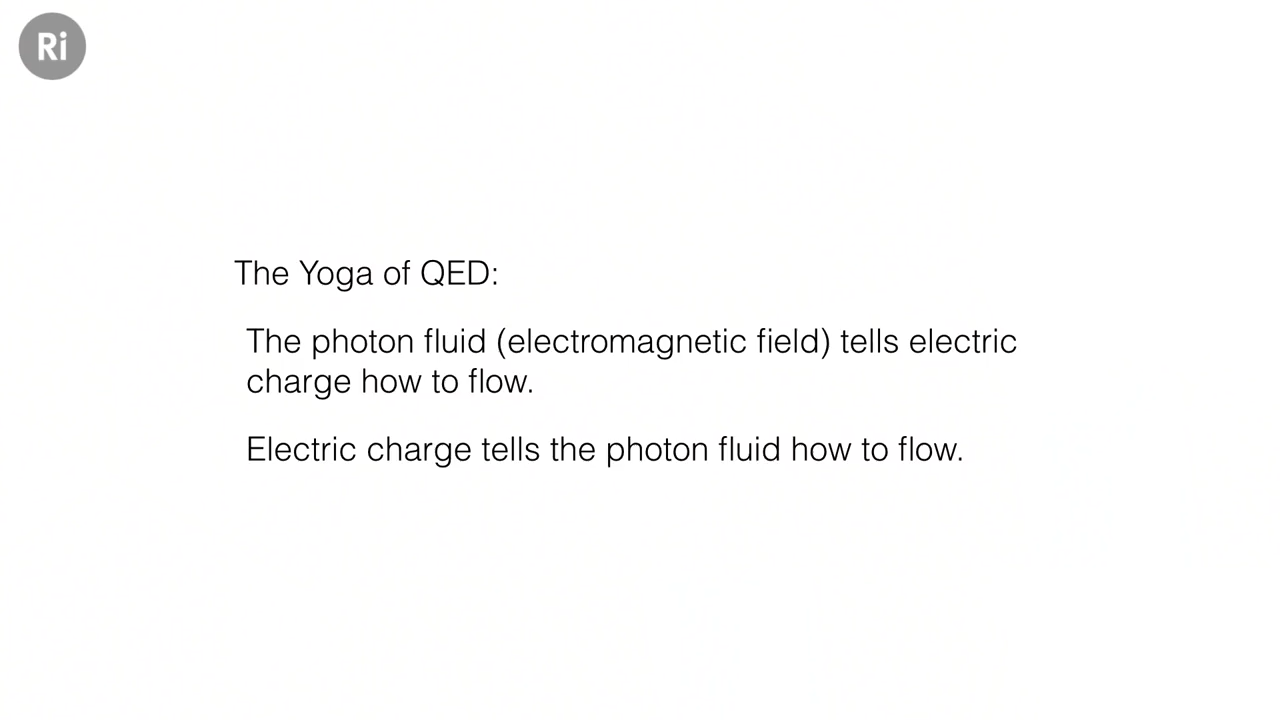 Ri
The Yoga of QED:
The photon fluid (electromagnetic field) tells electric
charge how to flow.
Electric charge tells the photon fluid how to flow.